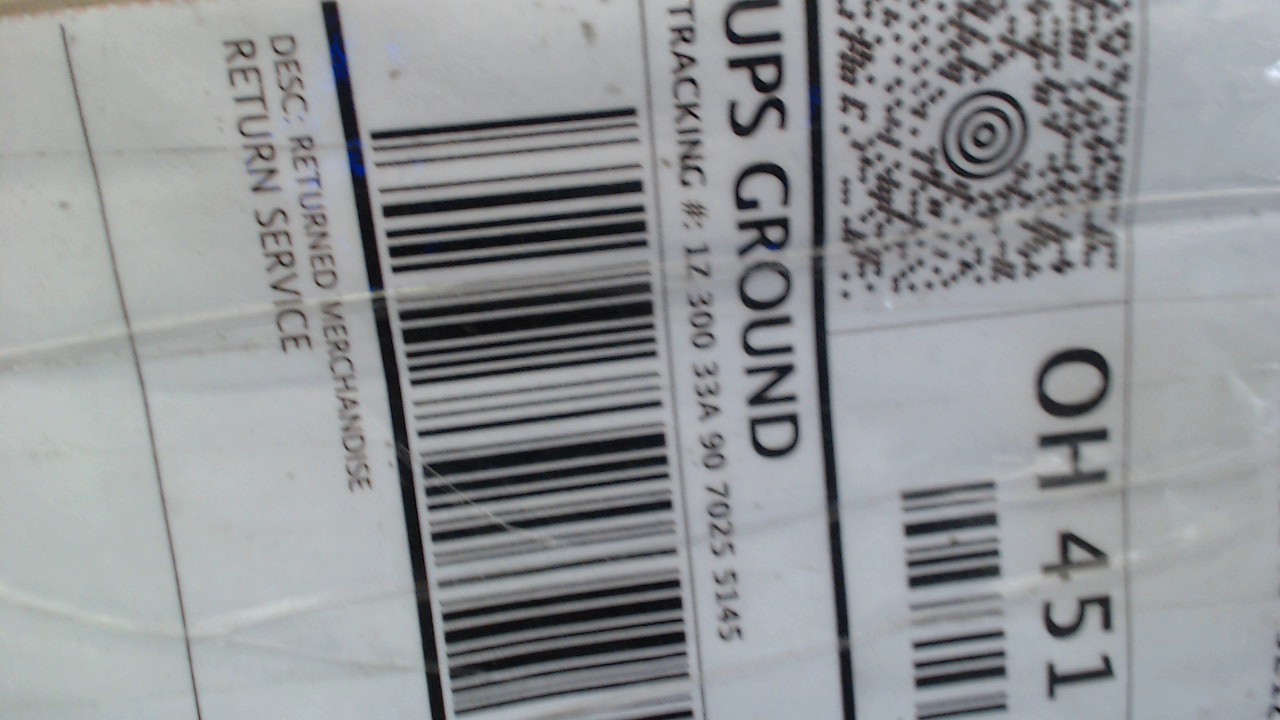 OH 451
UPS GROUND
TRACKING #: 1Z 300 33A 90 7025 5145
DESC: RETURNED MERCHANDISE
RETURN SERVICE